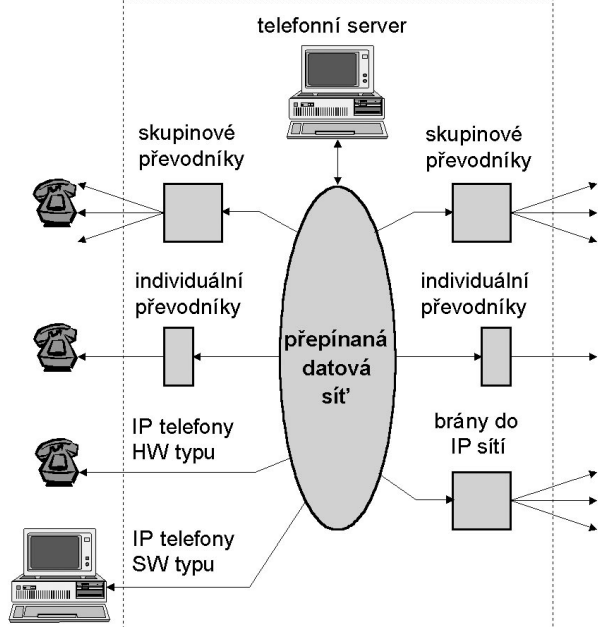 telefonní server
skupinové
převodníky
skupinové
převodníky
individuální
převodníky
individuální
převodníky
přepínaná
datová
síť
IP telefony
HW typu
brány do
IP sítí
IP telefony
SW typu